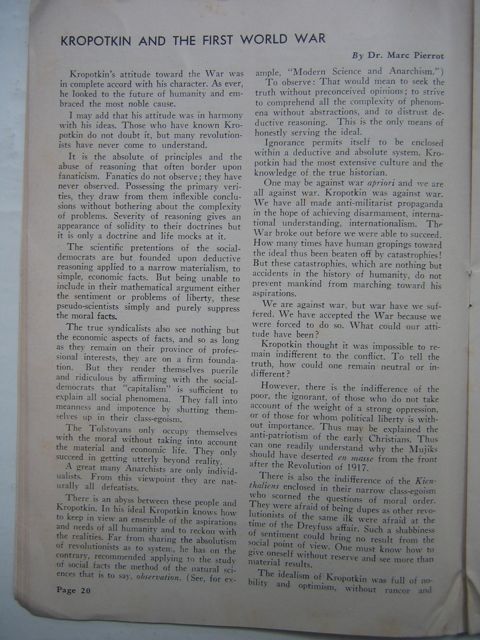 KROPOTKIN AND THE FIRST WORLD WAR
By Dr. Marc Pierrot
Kropotkin's attitude toward the War was
in complete accord with his character. As ever,
he looked to the future of humanity and em-
braced the most noble cause.
I may add that his attitude was in harmony
with his ideas. Those who have known Kro-
potkin do not doubt it, but many revolution-
ists have never come to understand.
It is the absolute of principles and the
abuse of reasoning that often border upon
fanaticism. Fanatics do not observe; they have
never observed. Possessing the primary veri-
ties, they draw from them inflexible conclu-
sions without bothering about the complexity
of problems. Severity of reasoning gives an
appearance of solidity to their doctrines but
it is only a doctrine and life mocks at it.
The scientific pretentions of the social-
democrats are but founded upon deductive
reasoning applied to a narrow materialism, to
simple, economic facts. But being unable to
include in their mathematical argument either
the sentiment or problems of liberty, these
pseudo-scientists simply and purely suppress
the moral facts.
The true syndicalists also see nothing but
the economic aspects of facts, and so as long
as they remain on their province of profes-
sional interests, they are on a firm founda-
tion. But they render themselves puerile
and ridiculous by affirming with the social-
democrats that "capitalism" is sufficient to
explain all social phenomena. They fall into
meanness and impotence by shutting them-
selves up in their class-egoism.
The Tolstoyans only occupy themselves
with the moral without taking into account
the material and economic life. They only
succeed in getting utterly beyond reality.
A great many Anarchists are only individ-
ualists. From this viewpoint they are nat-
urally all defeatists.
There is an abyss between these people and
Kropotkin. In his ideal Kropotkin knows how
to keep in view an ensemble of the aspirations
and needs of all humanity and to reckon with
the realities. Far from sharing the absolutism
of revolutionists as to system, he has on the
contrary, recommended applying to the study
of social facts the method of the natural sci-
ences that is to say, observation. (See, for ex-
Page 20
ample, "Modern Science and Anarchism.")
To observe: That would mean to seek the
truth without preconceived opinions; to strive
to comprehend all the complexity of phenom-
ena without abstractions, and to distrust de-
ductive reasoning. This is the only means of
honestly serving the ideal.
Ignorance permits itself to be enclosed
within a deductive and absolute system. Kro-
potkin had the most extensive culture and the
knowledge of the true historian.
One may be against war apriori and we are
all against war. Kropotkin was against war.
We have all made anti-militarist propaganda
in the hope of achieving disarmament, interna-
tional understanding, internationalism. The
War broke out before we were able to succeed.
How many times have human gropings toward
the ideal thus been beaten off by catastrophies!
But these catastrophies, which are nothing but
accidents in the history of humanity, do not
prevent mankind from marching toward his
aspirations.
We are against war, but war have we suf-
fered. We have accepted the War because we
were forced to do so. What could our atti-
tude have been?
Kropotkin thought it was impossible to re-
main indifferent to the conflict. To tell the
truth, how could one remain neutral or in-
different?
However, there is the indifference of the
poor, the ignorant, of those who do not take
account of the weight of a strong oppression,
or of those for whom political liberty is with-
out importance. Thus may be explained the
anti-patriotism of the early Christians. Thus
can one readily understand why the Mujiks
should have deserted en masse from the front
after the Revolution of 1917.
There is also the indifference of the Kien-
thaliens enclosed in their narrow class-egoism
who scorned the questions of moral order.
They were afraid of being dupes as other revo-
lutionists of the same ilk were afraid at the
time of the Dreyfuss affair. Such a shabbiness
of sentiment could bring no result from the
social point of view. One must know how to
give oneself without reserve and see more than
material results.
The idealism of Kropotkin was full of no-
bility and optimism, without rancor and